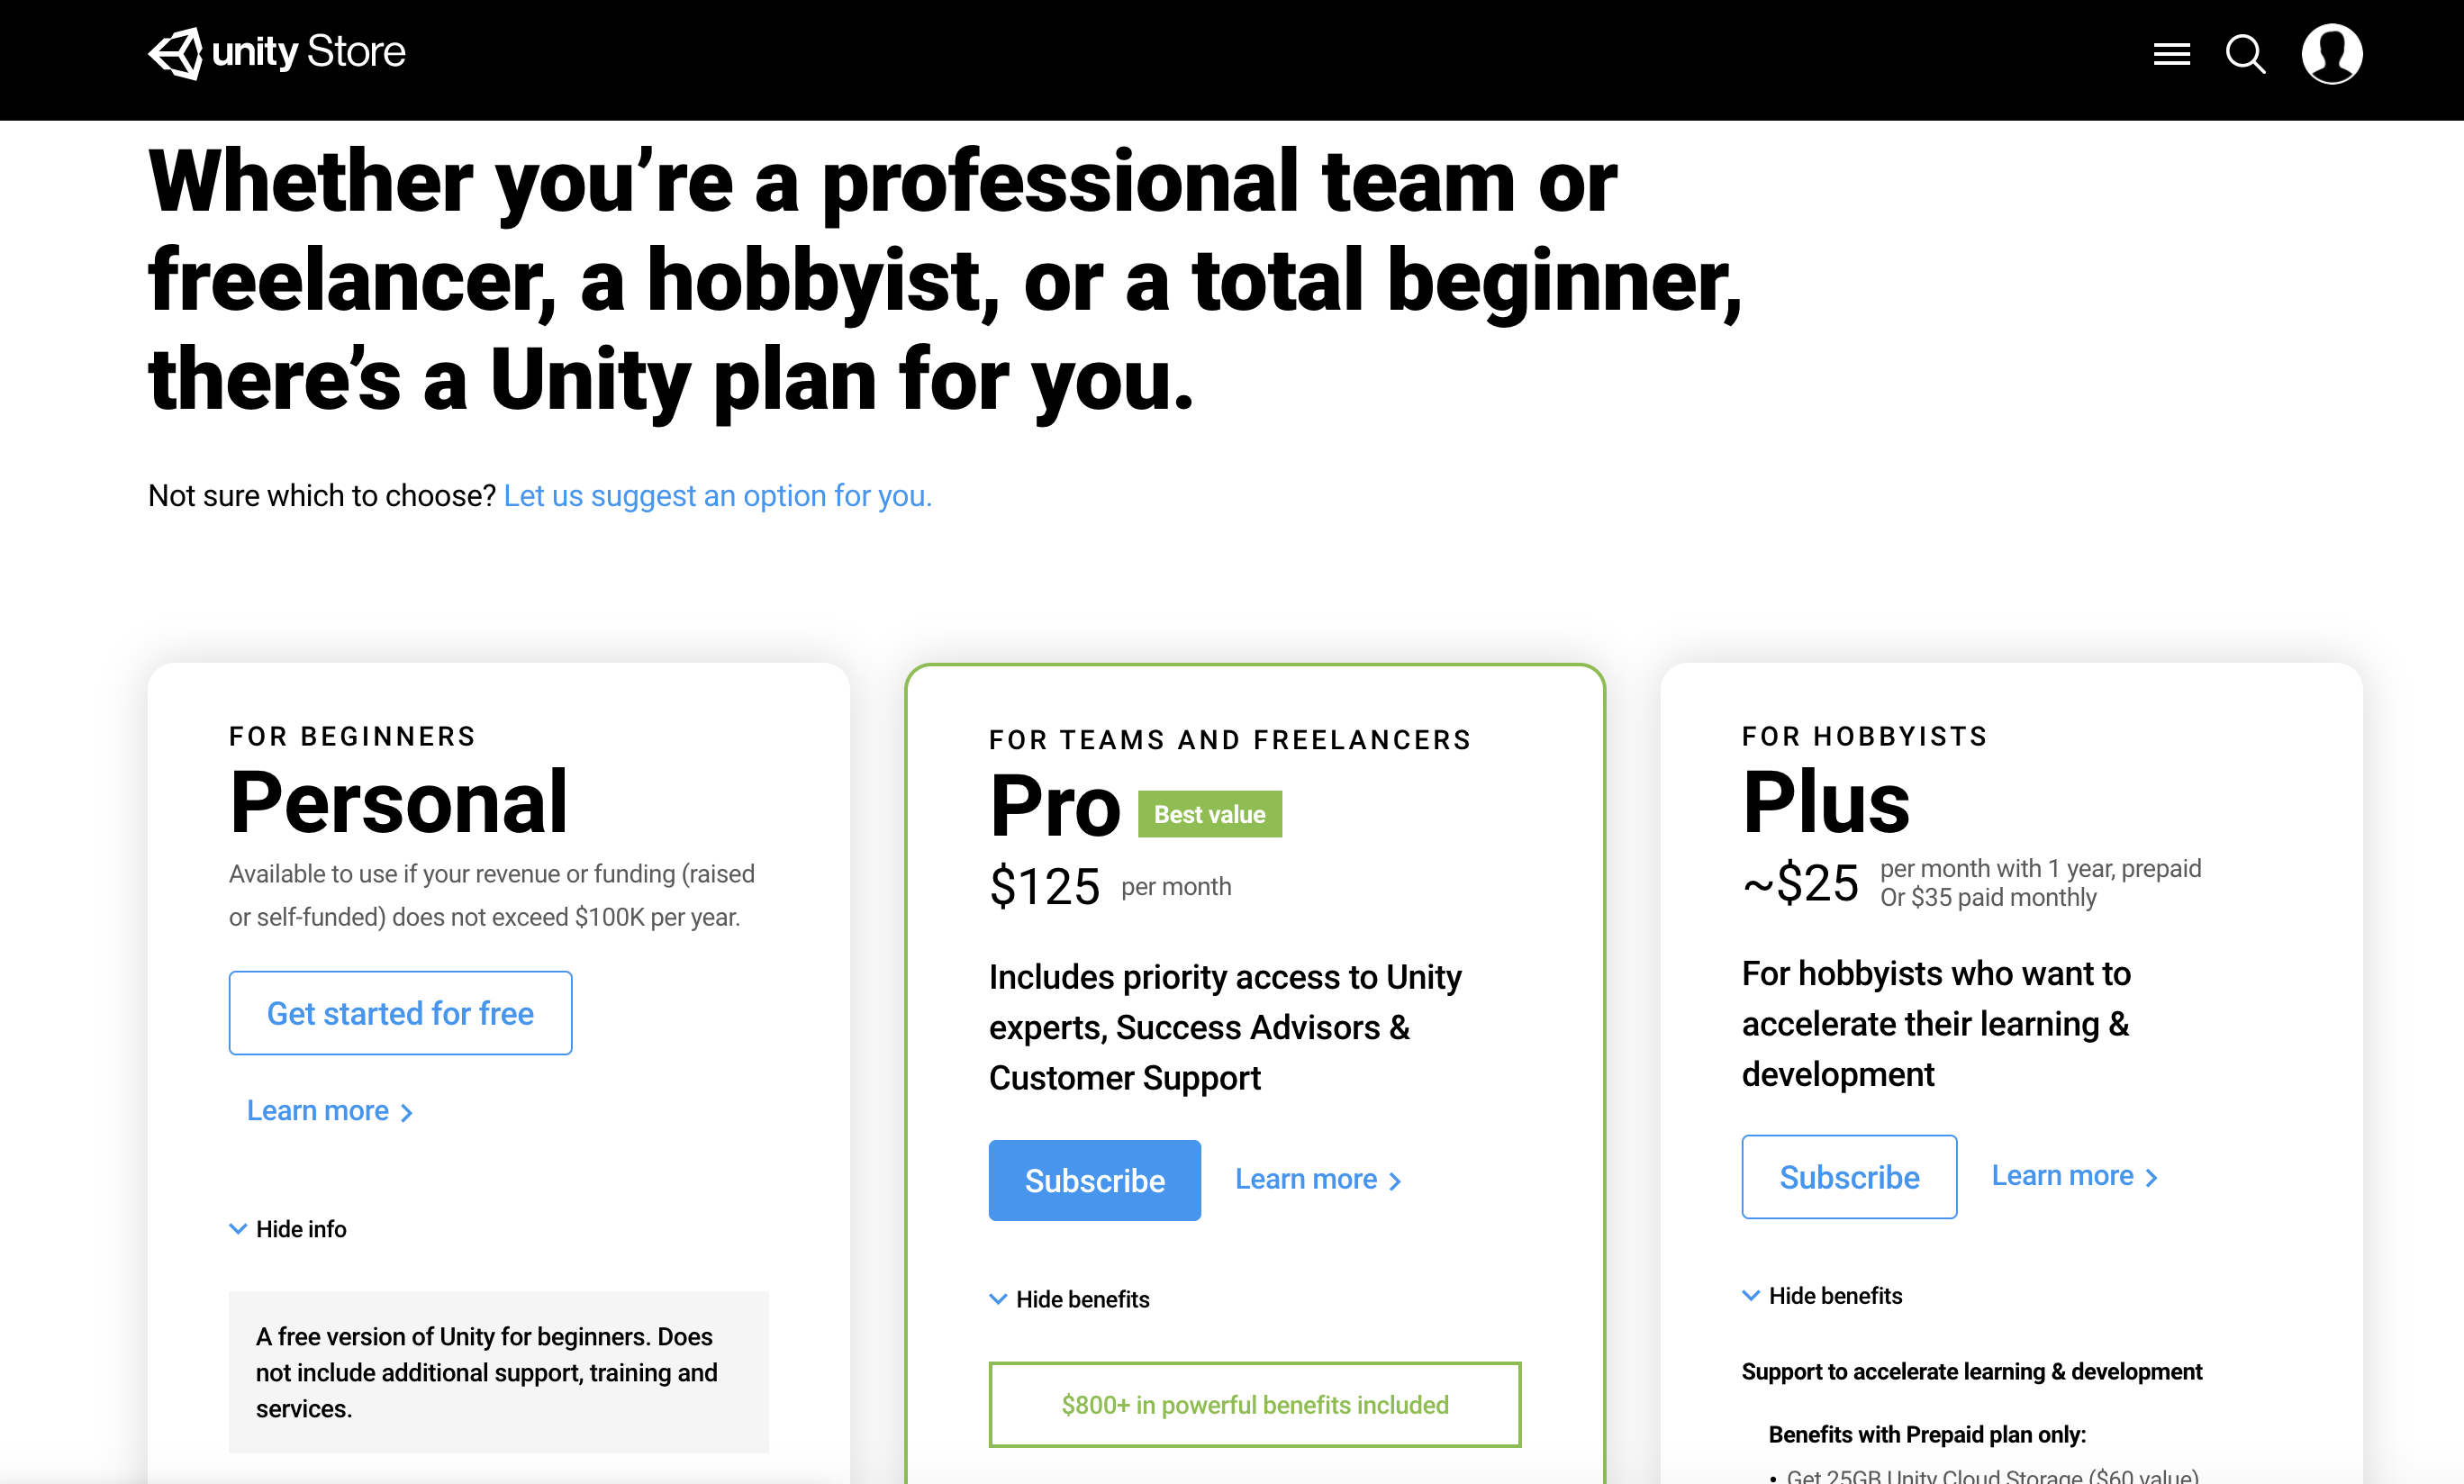 unity Store
Whether you’re a professional team or
freelancer, a hobbyist, or a total beginner,
there’s a Unity plan for you.
Not sure which to choose? Let us suggest an option for you.
FOR BEGINNERS
Personal
Available to use if your revenue or funding (raised
or self-funded) does not exceed $100K per year.
Get started for free
Learn more
Hide info
A free version of Unity for beginners. Does
not include additional support, training and
services.
FOR TEAMS AND FREELANCERS
Pro Best value
$125 per month
Includes priority access to Unity
experts, Success Advisors &
Customer Support
Subscribe Learn more
Hide benefits
$800+ in powerful benefits included
FOR HOBBYISTS
Plus
~$25 per month with 1 year, prepaid
Or $35 paid monthly
For hobbyists who want to
accelerate their learning &
development
Subscribe Learn more
Hide benefits
Support to accelerate learning & development
Benefits with Prepaid plan only:
• Get 25GB Unity Cloud Storage ($60 value)